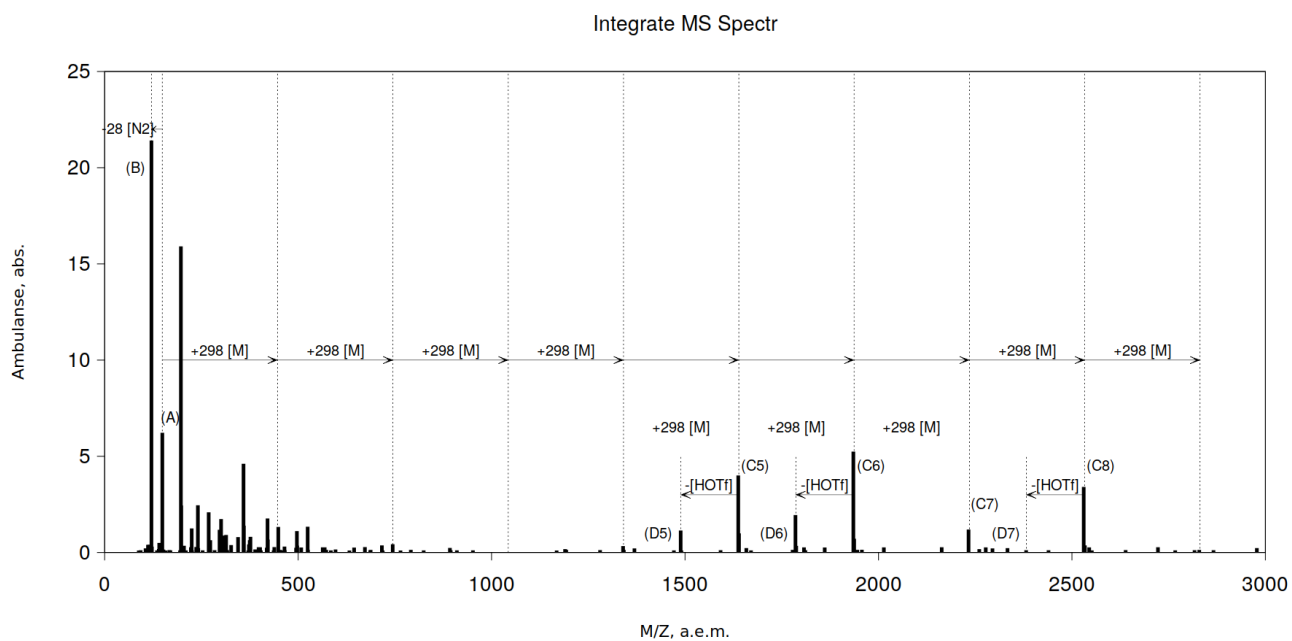 Integrate MS Spectr
25
20
15
10
5
0
Ambulanse, abs.
-28 [N2]
(B)
(A)
+298 [M]
+298 [M]
+298 [M]
+298 [M]
+298 [M]
+298 [M]
+298 [M]
+298 [M]
+298 [M]
(C5)
(C6)
(C8)
-[HOTf]
-[HOTf]
-[HOTf]
(C7)
(D5)
(D6)
(D7)
0
500
1000
1500
2000
2500
3000
M/Z, a.e.m.